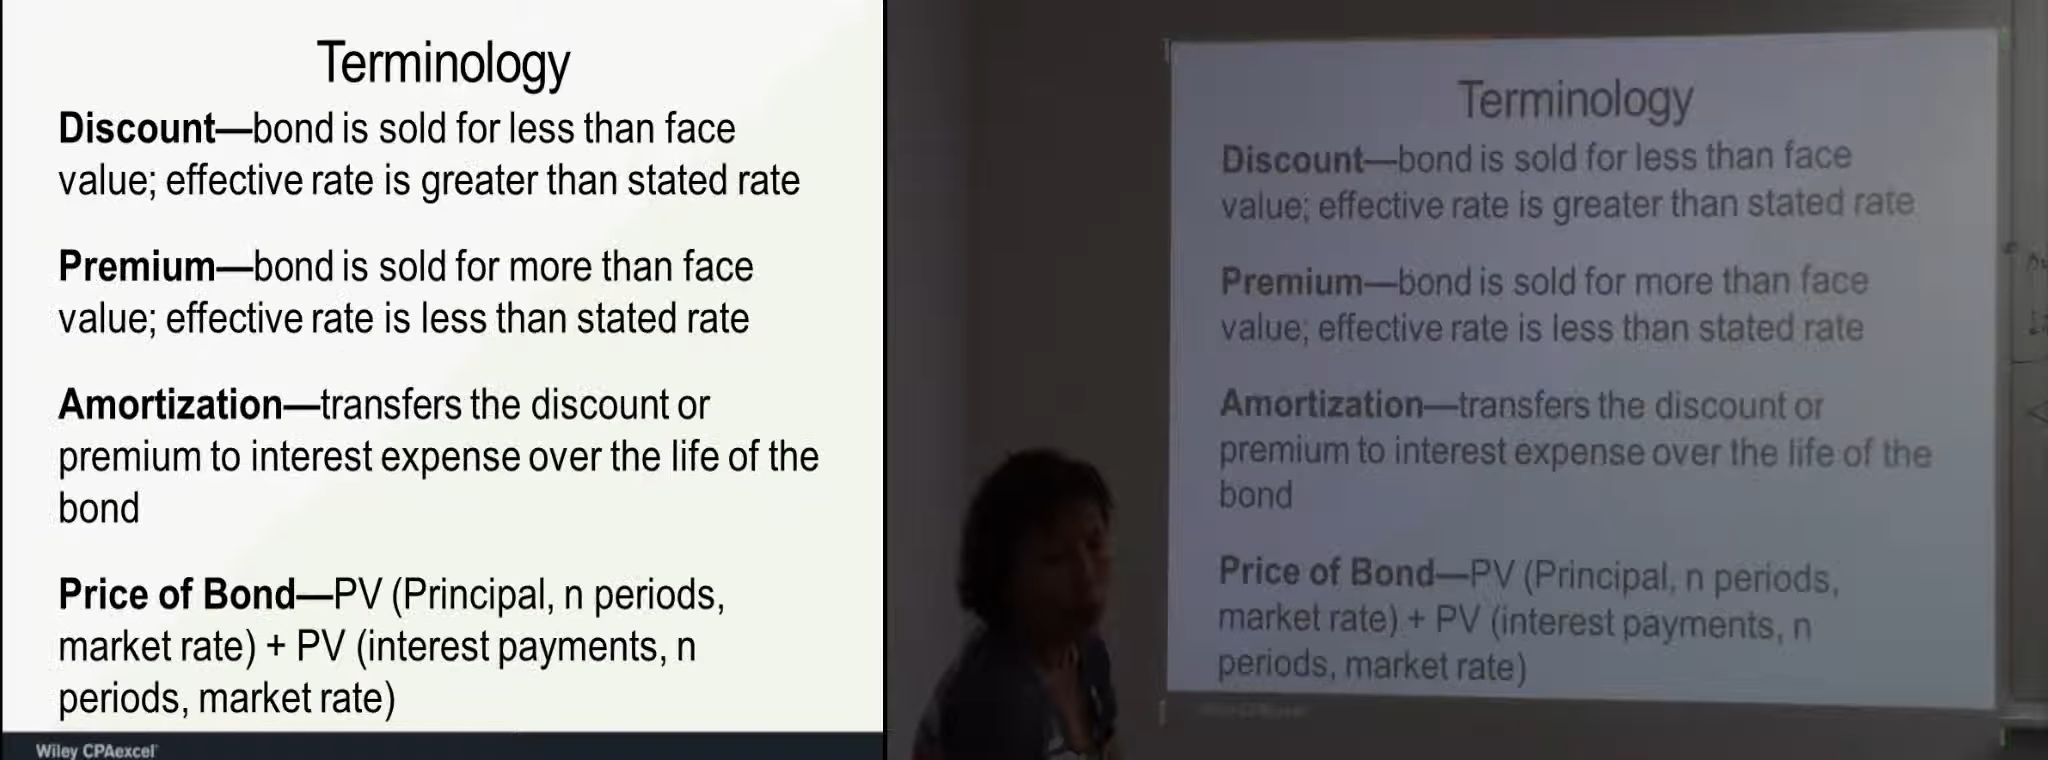 Terminology
Discount—bond is sold for less than face
value; effective rate is greater than stated rate
Premium—bond is sold for more than face
value; effective rate is less than stated rate
Amortization—transfers the discount or
premium to interest expense over the life of the
bond
Price of Bond—PV (Principal, n periods,
market rate) + PV (interest payments, n
periods, market rate)
Wiley CPAexcel
Terminology
Discount—bond is sold for less than face
value; effective rate is greater than stated rate
Premium—bond is sold for more than face
value; effective rate is less than stated rate
Amortization—transfers the discount or
premium to interest expense over the life of the
bond
Price of Bond—PV (Principal, n periods,
market rate) + PV (interest payments, n
periods, market rate)